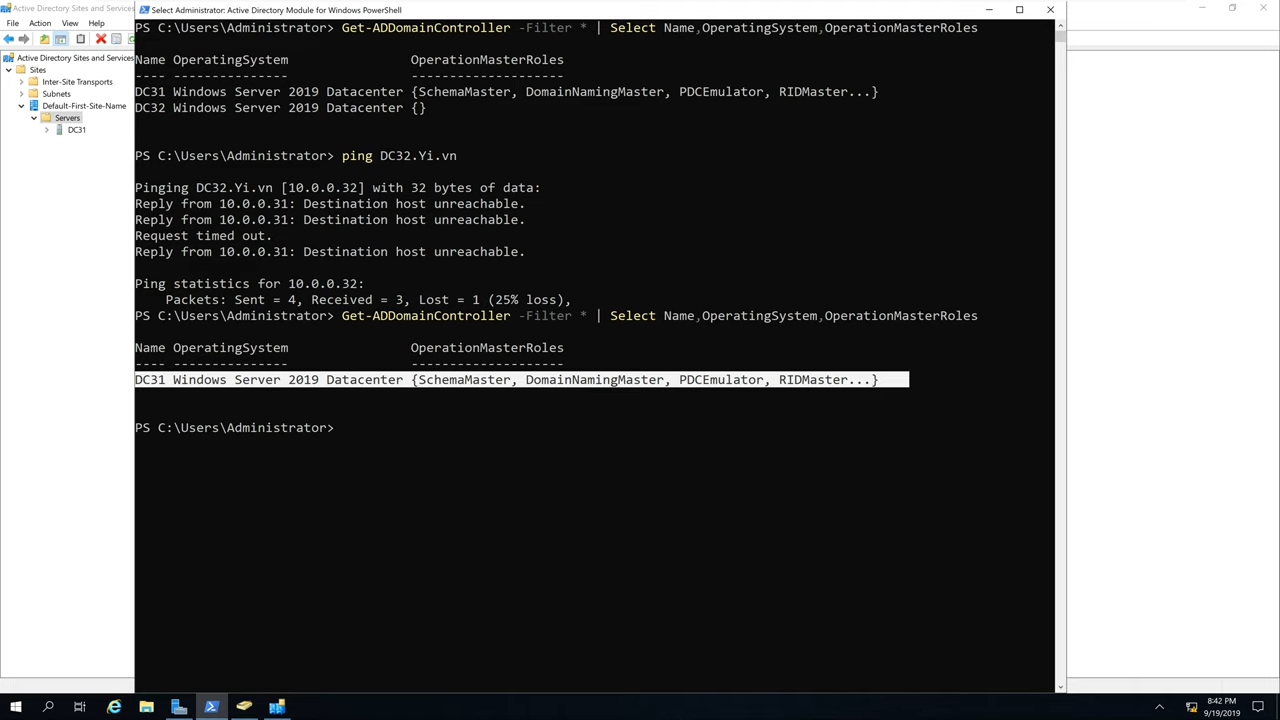 Active Directory Sites and Services
File Action View Help
Active Directory Sites and Services
Sites
Inter-Site Transports
Subnets
Default-First-Site-Name
Servers
DC31
Select Administrator: Active Directory Module for Windows PowerShell
PS C:\Users\Administrator> Get-ADDomainController -Filter * | Select Name,OperatingSystem,OperationMasterRoles
Name OperatingSystem OperationMasterRoles
---- --------------- --------------------
DC31 Windows Server 2019 Datacenter {SchemaMaster, DomainNamingMaster, PDCEmulator, RIDMaster...}
DC32 Windows Server 2019 Datacenter {}
PS C:\Users\Administrator> ping DC32.Yi.vn
Pinging DC32.Yi.vn [10.0.0.32] with 32 bytes of data:
Reply from 10.0.0.31: Destination host unreachable.
Reply from 10.0.0.31: Destination host unreachable.
Request timed out.
Reply from 10.0.0.31: Destination host unreachable.
Ping statistics for 10.0.0.32:
Packets: Sent = 4, Received = 3, Lost = 1 (25% loss),
PS C:\Users\Administrator> Get-ADDomainController -Filter * | Select Name,OperatingSystem,OperationMasterRoles
Name OperatingSystem OperationMasterRoles
---- --------------- --------------------
DC31 Windows Server 2019 Datacenter {SchemaMaster, DomainNamingMaster, PDCEmulator, RIDMaster...}
PS C:\Users\Administrator>
8:42 PM
9/19/2019